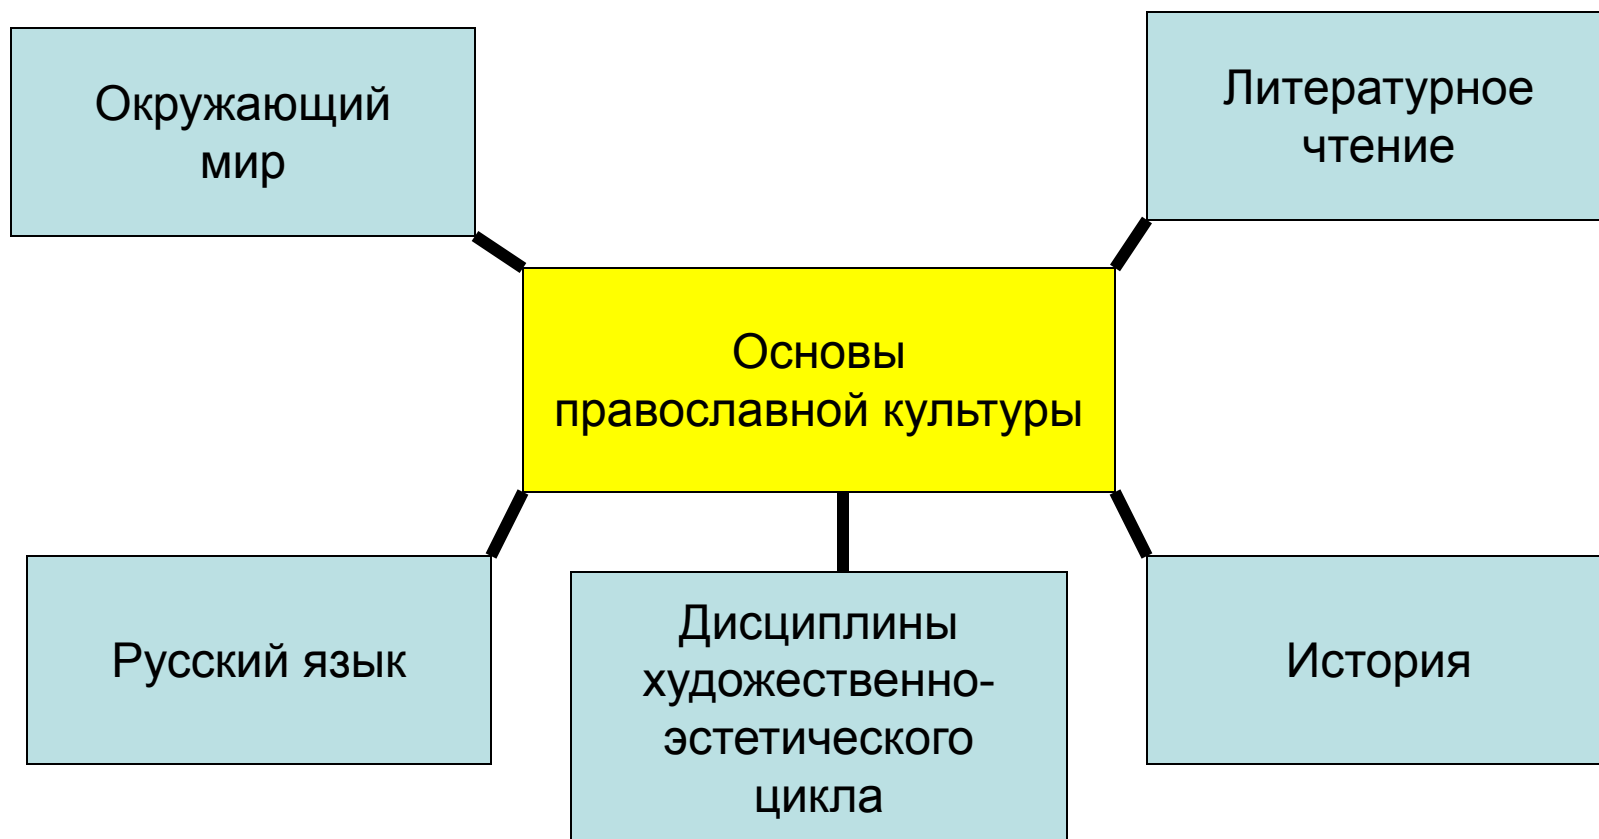 Окружающий
мир
Литературное
чтение
Основы
православной культуры
Русский язык
Дисциплины
художественно-
эстетического
цикла
История